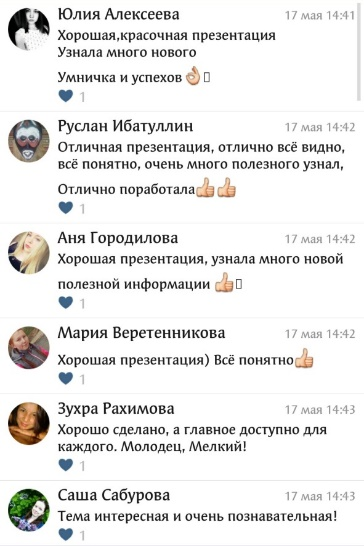 Юлия Алексеева 17 мая 14:41
Хорошая,красочная презентация
Узнала много нового
Умничка и успехов👌
1
Руслан Ибатуллин 17 мая 14:42
Отличная презентация, отлично всё видно,
всё понятно, очень много полезного узнал,
Отлично поработала👍👍
1
Аня Городилова 17 мая 14:42
Хорошая презентация, узнала много новой
полезной информации 👍
1
Мария Веретенникова 17 мая 14:42
Хорошая презентация) Всё понятно👍
1
Зухра Рахимова 17 мая 14:43
Хорошо сделано, а главное доступно для
каждого. Молодец, Мелкий!
1
Саша Сабурова 17 мая 14:43
Тема интересная и очень познавательная!
1